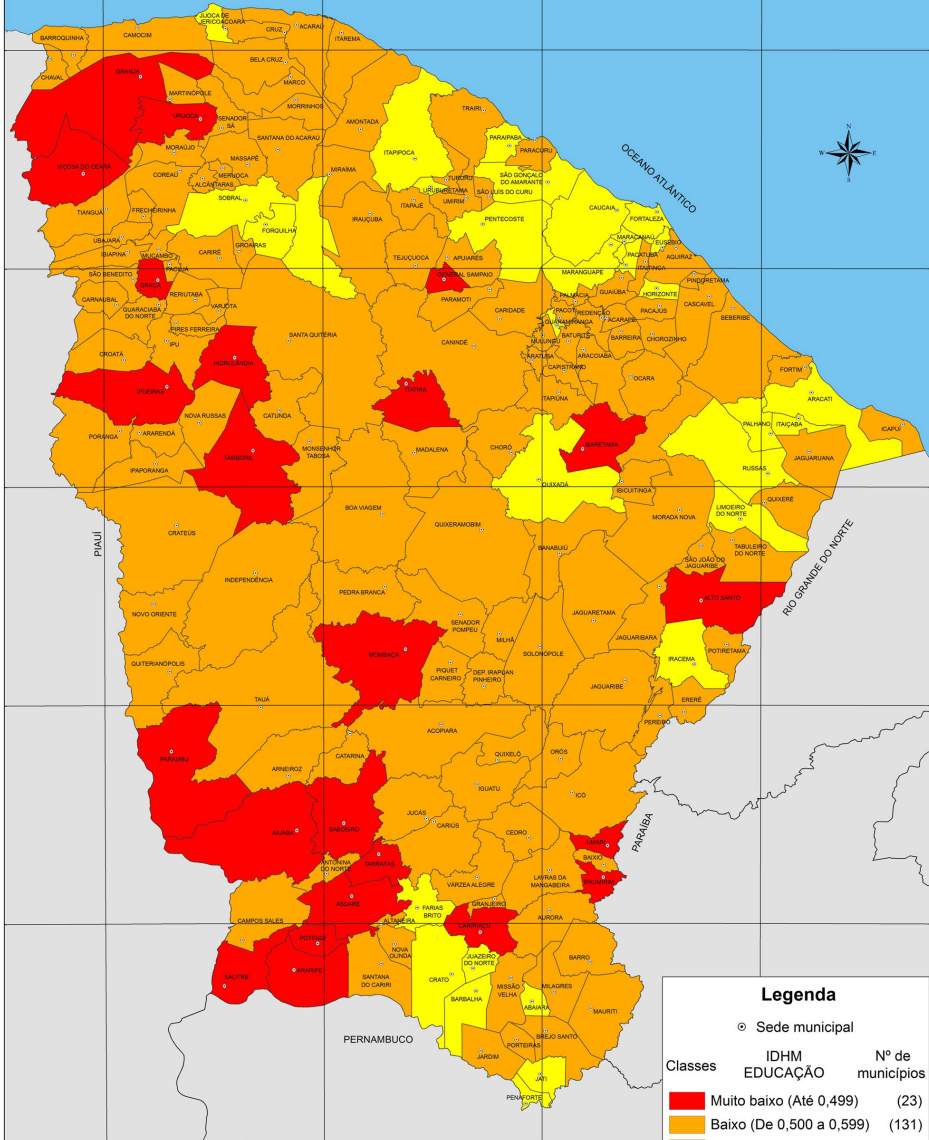 JIJOCA DE
JERICOACOARA
CRUZ
ACARAÚ
ITAREMA
CAMOCIM
BARROQUINHA
CHAVAL
BELA CRUZ
GRANJA
MARCO
MARTINÓPOLE
MORRINHOS
TRAIRI
URUOCA
SENADOR
SÁ
AMONTADA
SANTANA DO ACARAÚ
PARAIPABA
PARACURU
MORAÚJO
ITAPIPOCA
OCEANO ATLÂNTICO
N
W
E
S
MASSAPÊ
VIÇOSA DO CEARÁ
COREAÚ
MERUOCA
MIRAÍMA
ALCÂNTARAS
TURURU
SÃO GONÇALO
DO AMARANTE
URUBURETAMA
SÃO LUÍS DO CURU
SOBRAL
ITAPAJÉ
UMIRIM
TIANGUÁ
FRECHEIRINHA
IRAUÇUBA
PENTECOSTE
CAUCAIA
FORTALEZA
FORQUILHA
UBAJARA
GROAÍRAS
MARACANAÚ
EUSÉBIO
IBIAPINA
MUCAMBO
CARIRÉ
APUIARÉS
PACATUBA
AQUIRAZ
PACUJÁ
TEJUÇUOCA
ITAITINGA
SÃO BENEDITO
GRAÇA
GENERAL SAMPAIO
MARANGUAPE
GUAIÚBA
PINDORETAMA
RERIUTABA
PALMÁCIA
HORIZONTE
CARNAUBAL
GUARACIABA
DO NORTE
VARJOTA
PARAMOTI
CARIDADE
PACOTI
REDENÇÃO
PACAJUS
CASCAVEL
GUARAMIRANGA
ACARAPE
BEBERIBE
PIRES FERREIRA
SANTA QUITÉRIA
MULUNGU
BATURITÉ
BARREIRA
CHOROZINHO
IPU
CANINDÉ
ARATUBA
ARACOIABA
CROATÁ
HIDROLÂNDIA
CAPISTRANO
OCARA
FORTIM
IPUEIRAS
ITATIRA
ITAPIÚNA
ARACATI
NOVA RUSSAS
CATUNDA
ITAIÇABA
PALHANO
ICAPUÍ
PORANGA
ARARENDÁ
IBARETAMA
TAMBORIL
MONSENHOR
TABOSA
MADALENA
CHORÓ
JAGUARUANA
IPAPORANGA
RUSSAS
QUIXADÁ
IBICUITINGA
QUIXERÉ
LIMOEIRO
DO NORTE
BOA VIAGEM
MORADA NOVA
CRATEÚS
QUIXERAMOBIM
PIAUÍ
TABULEIRO
DO NORTE
BANABUIÚ
SÃO JOÃO DO
JAGUARIBE
RIO GRANDE DO NORTE
INDEPENDÊNCIA
PEDRA BRANCA
ALTO SANTO
NOVO ORIENTE
SENADOR
POMPEU
JAGUARETAMA
MILHÃ
JAGUARIBARA
MOMBAÇA
SOLONÓPOLE
POTIRETAMA
IRACEMA
QUITERIANÓPOLIS
PIQUET
CARNEIRO
DEP. IRAPUAN
PINHEIRO
JAGUARIBE
TAUÁ
ERERÊ
PEREIRO
ACOPIARA
PARAMBU
CATARINA
QUIXELÔ
ORÓS
ARNEIROZ
IGUATU
ICÓ
JUCÁS
CARIÚS
SABOEIRO
AIUABA
CEDRO
PARAÍBA
UMARI
TARRAFAS
BAIXIO
ANTONINA
DO NORTE
LAVRAS DA
MANGABEIRA
VÁRZEA ALEGRE
IPAUMIRIM
ASSARÉ
GRANJEIRO
FARIAS
BRITO
AURORA
CAMPOS SALES
ALTANEIRA
CARIRIAÇU
POTENGI
NOVA
OLINDA
JUAZEIRO
DO NORTE
BARRO
SALITRE
ARARIPE
SANTANA
DO CARIRI
CRATO
MISSÃO
VELHA
MILAGRES
BARBALHA
ABAIARA
MAURITI
PERNAMBUCO
BREJO SANTO
PORTEIRAS
JARDIM
JATI
PENAFORTE
Legenda
Sede municipal
Classes
IDHM
EDUCAÇÃO
Nº de
municípios
Muito baixo (Até 0,499) (23)
Baixo (De 0,500 a 0,599) (131)